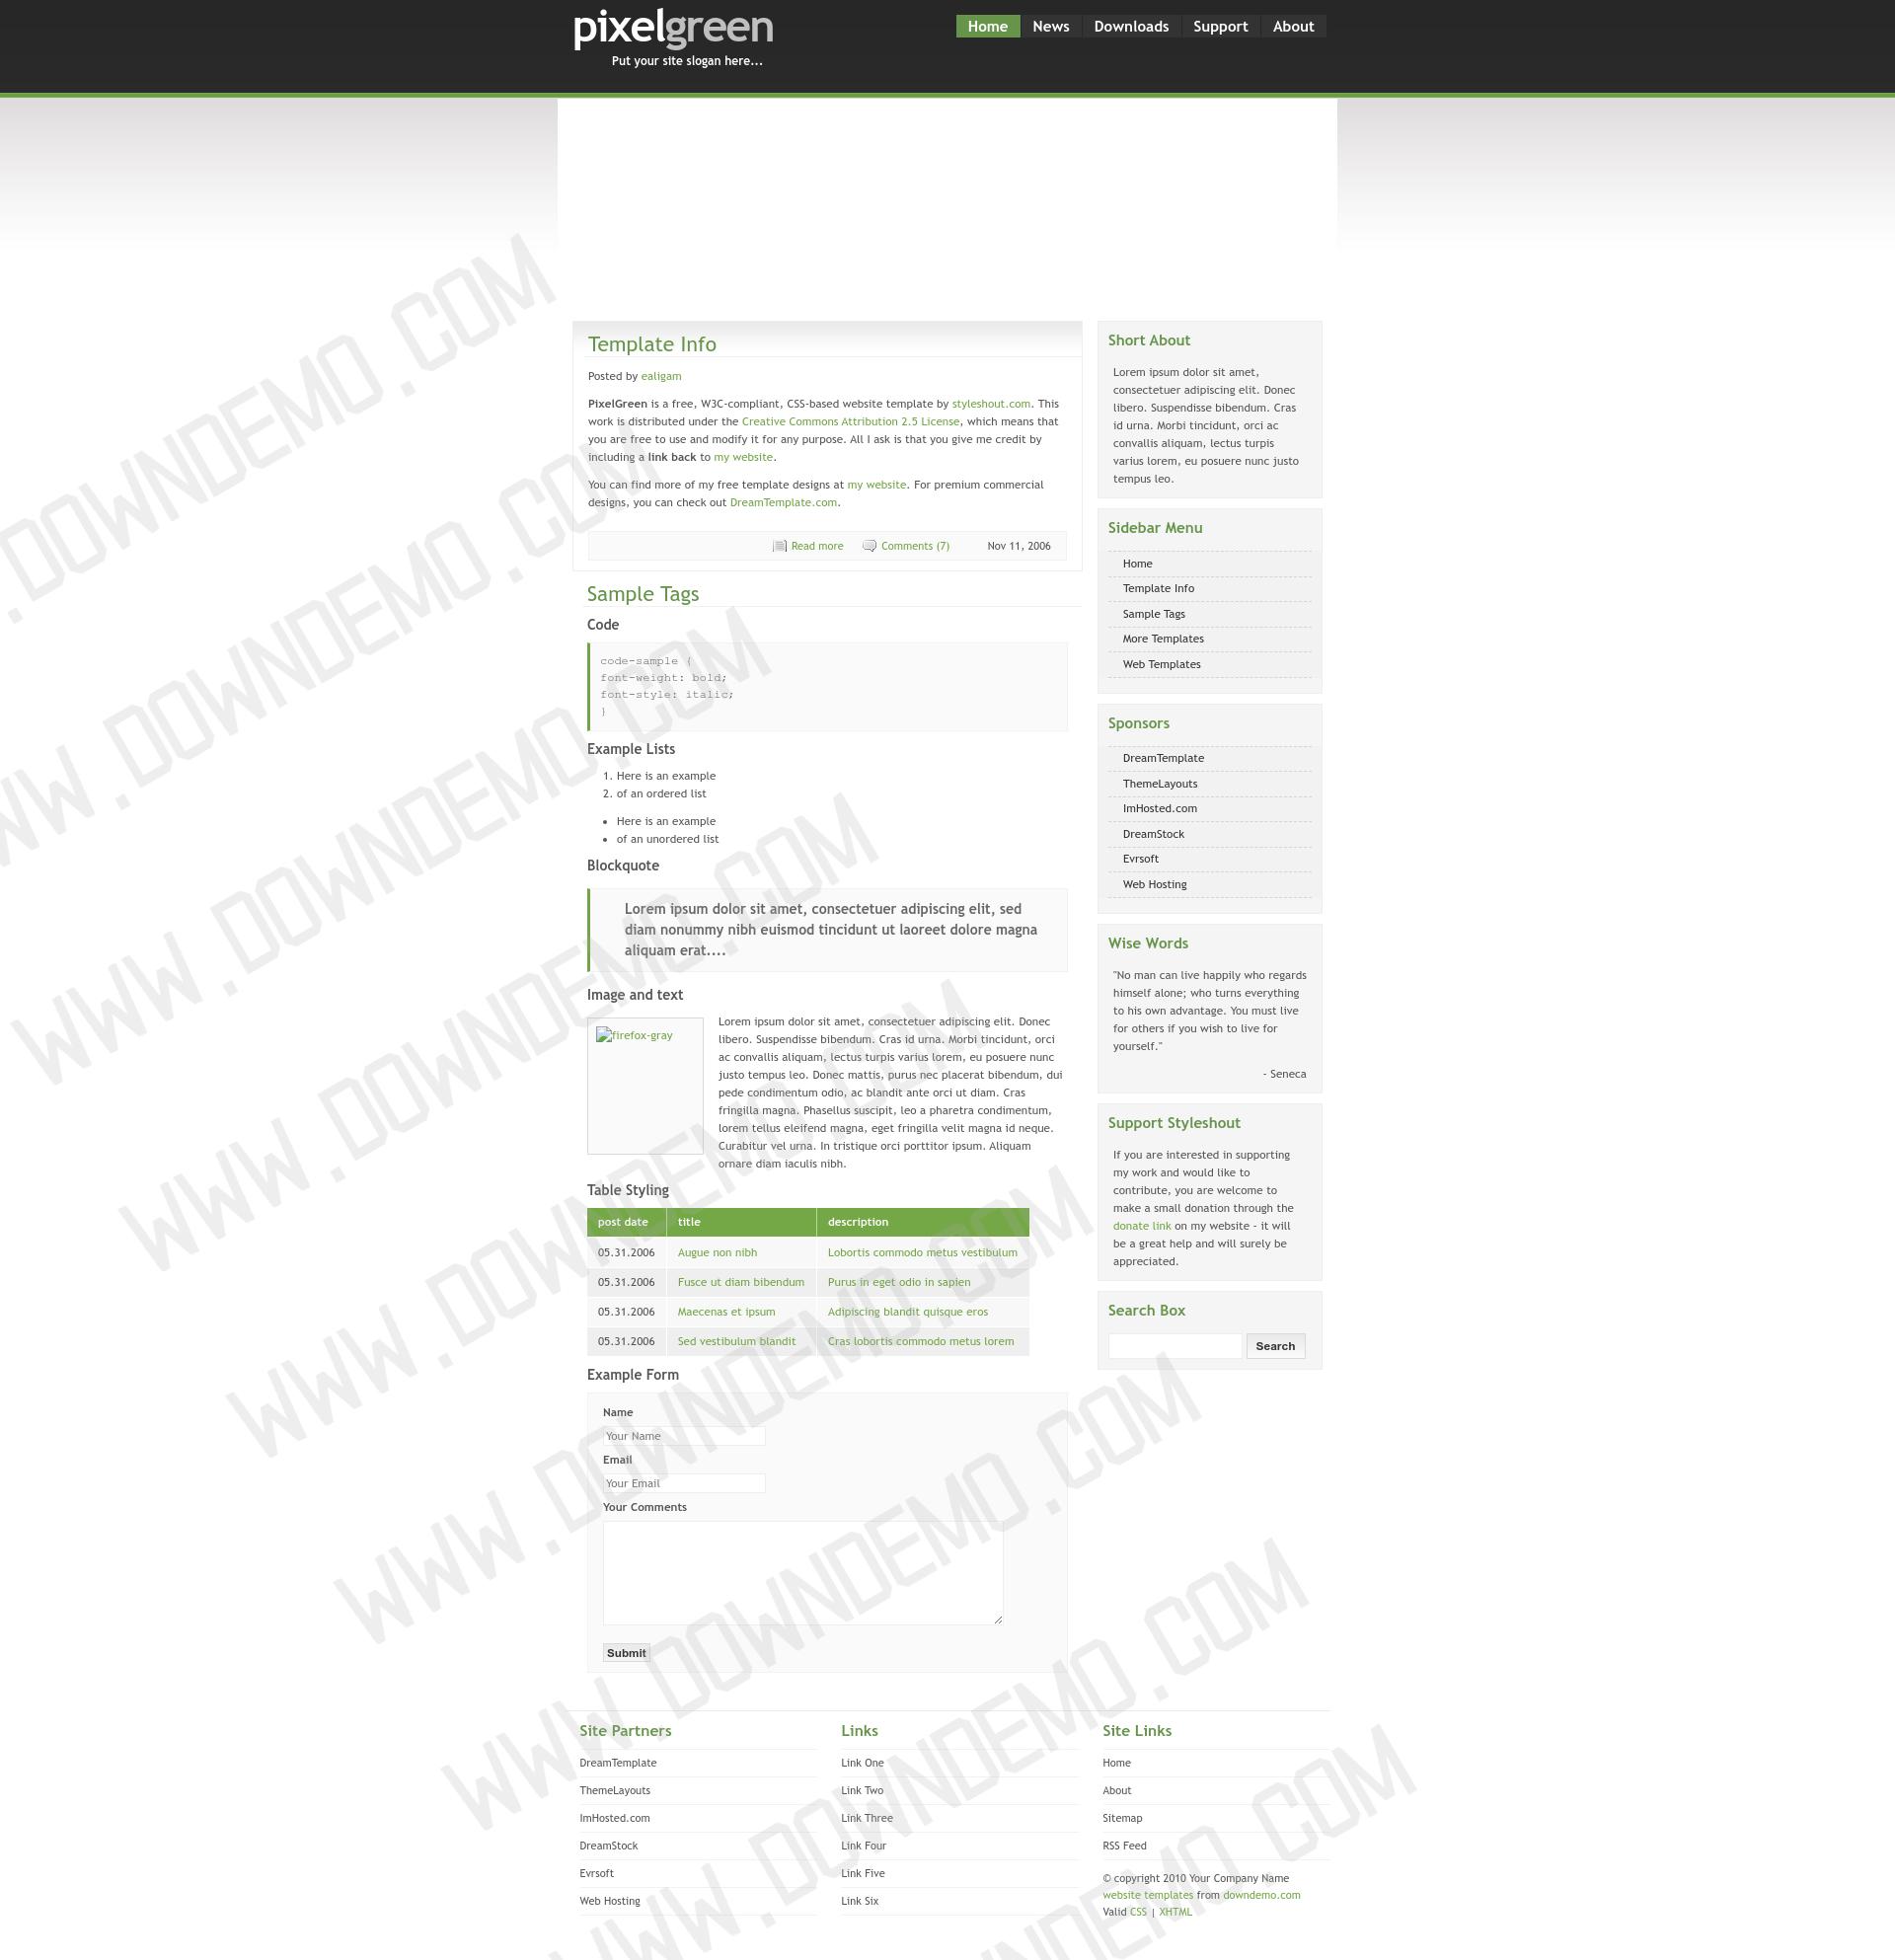 pixelgreen
Put your site slogan here...
Home News Downloads Support About
Template Info
Posted by ealigam
PixelGreen is a free, W3C-compliant, CSS-based website template by styleshout.com. This
work is distributed under the Creative Commons Attribution 2.5 License, which means that
you are free to use and modify it for any purpose. All I ask is that you give me credit by
including a link back to my website.
You can find more of my free template designs at my website. For premium commercial
designs, you can check out DreamTemplate.com.
Read more Comments (7) Nov 11, 2006
Sample Tags
Code
code-sample {
font-weight: bold;
font-style: italic;
}
Example Lists
1. Here is an example
2. of an ordered list
• Here is an example
• of an unordered list
Blockquote
Lorem ipsum dolor sit amet, consectetuer adipiscing elit, sed
diam nonummy nibh euismod tincidunt ut laoreet dolore magna
aliquam erat....
Image and text
firefox-gray
Lorem ipsum dolor sit amet, consectetuer adipiscing elit. Donec
libero. Suspendisse bibendum. Cras id urna. Morbi tincidunt, orci
ac convallis aliquam, lectus turpis varius lorem, eu posuere nunc
justo tempus leo. Donec mattis, purus nec placerat bibendum, dui
pede condimentum odio, ac blandit ante orci ut diam. Cras
fringilla magna. Phasellus suscipit, leo a pharetra condimentum,
lorem tellus eleifend magna, eget fringilla velit magna id neque.
Curabitur vel urna. In tristique orci porttitor ipsum. Aliquam
ornare diam iaculis nibh.
Table Styling
post date title description
05.31.2006 Augue non nibh Lobortis commodo metus vestibulum
05.31.2006 Fusce ut diam bibendum Purus in eget odio in sapien
05.31.2006 Maecenas et ipsum Adipiscing blandit quisque eros
05.31.2006 Sed vestibulum blandit Cras lobortis commodo metus lorem
Example Form
Name
Your Name
Email
Your Email
Your Comments
Submit
Short About
Lorem ipsum dolor sit amet,
consectetuer adipiscing elit. Donec
libero. Suspendisse bibendum. Cras
id urna. Morbi tincidunt, orci ac
convallis aliquam, lectus turpis
varius lorem, eu posuere nunc justo
tempus leo.
Sidebar Menu
Home
Template Info
Sample Tags
More Templates
Web Templates
Sponsors
DreamTemplate
ThemeLayouts
ImHosted.com
DreamStock
Evrsoft
Web Hosting
Wise Words
"No man can live happily who regards
himself alone; who turns everything
to his own advantage. You must live
for others if you wish to live for
yourself."
- Seneca
Support Styleshout
If you are interested in supporting
my work and would like to
contribute, you are welcome to
make a small donation through the
donate link on my website - it will
be a great help and will surely be
appreciated.
Search Box
Search
Site Partners
DreamTemplate
ThemeLayouts
ImHosted.com
DreamStock
Evrsoft
Web Hosting
Links
Link One
Link Two
Link Three
Link Four
Link Five
Link Six
Site Links
Home
About
Sitemap
RSS Feed
© copyright 2010 Your Company Name
website templates from downdemo.com
Valid CSS | XHTML
.DOWNDEMO.COM
WWW.DOWNDEMO.COM
WWW.DOWNDEMO.COM
WWW.DOWNDEMO.COM
WWW.DOWNDEMO.COM
WWW.DOWNDEMO.COM
WWW.DOWNDEMO.COM
WWW.DOWNDEMO.COM
WWW.DOWNDEMO.COM